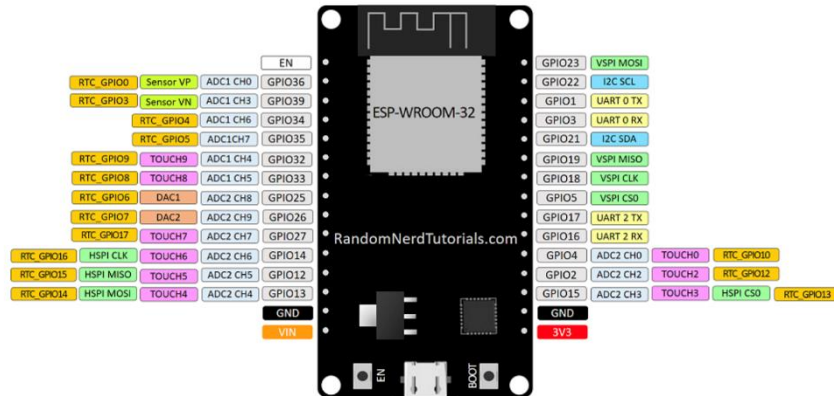 EN
RTC_GPIO0 Sensor VP ADC1 CH0 GPIO36
RTC_GPIO3 Sensor VN ADC1 CH3 GPIO39
RTC_GPIO4 ADC1 CH6 GPIO34
RTC_GPIO5 ADC1CH7 GPIO35
RTC_GPIO9 TOUCH9 ADC1 CH4 GPIO32
RTC_GPIO8 TOUCH8 ADC1 CH5 GPIO33
RTC_GPIO6 DAC1 ADC2 CH8 GPIO25
RTC_GPIO7 DAC2 ADC2 CH9 GPIO26
RTC_GPIO17 TOUCH7 ADC2 CH7 GPIO27
RTC_GPIO16 HSPI CLK TOUCH6 ADC2 CH6 GPIO14
RTC_GPIO15 HSPI MISO TOUCH5 ADC2 CH5 GPIO12
RTC_GPIO14 HSPI MOSI TOUCH4 ADC2 CH4 GPIO13
GND
VIN
ESP-WROOM-32
RandomNerdTutorials.com
EN
BOOT
GPIO23 VSPI MOSI
GPIO22 I2C SCL
GPIO1 UART 0 TX
GPIO3 UART 0 RX
GPIO21 I2C SDA
GPIO19 VSPI MISO
GPIO18 VSPI CLK
GPIO5 VSPI CS0
GPIO17 UART 2 TX
GPIO16 UART 2 RX
GPIO4 ADC2 CH0 TOUCH0 RTC_GPIO10
GPIO2 ADC2 CH2 TOUCH2 RTC_GPIO12
GPIO15 ADC2 CH3 TOUCH3 HSPI CS0 RTC_GPIO13
GND
3V3